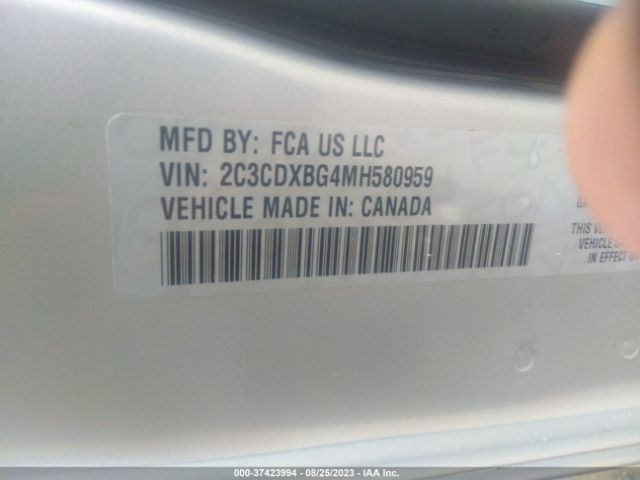 MFD BY: FCA US LLC
VIN: 2C3CDXBG4MH580959
VEHICLE MADE IN: CANADA
THIS VE
VEHICLE S
IN EFFECT ON
000-37423994 / 08/25/2023 / IAA Inc.